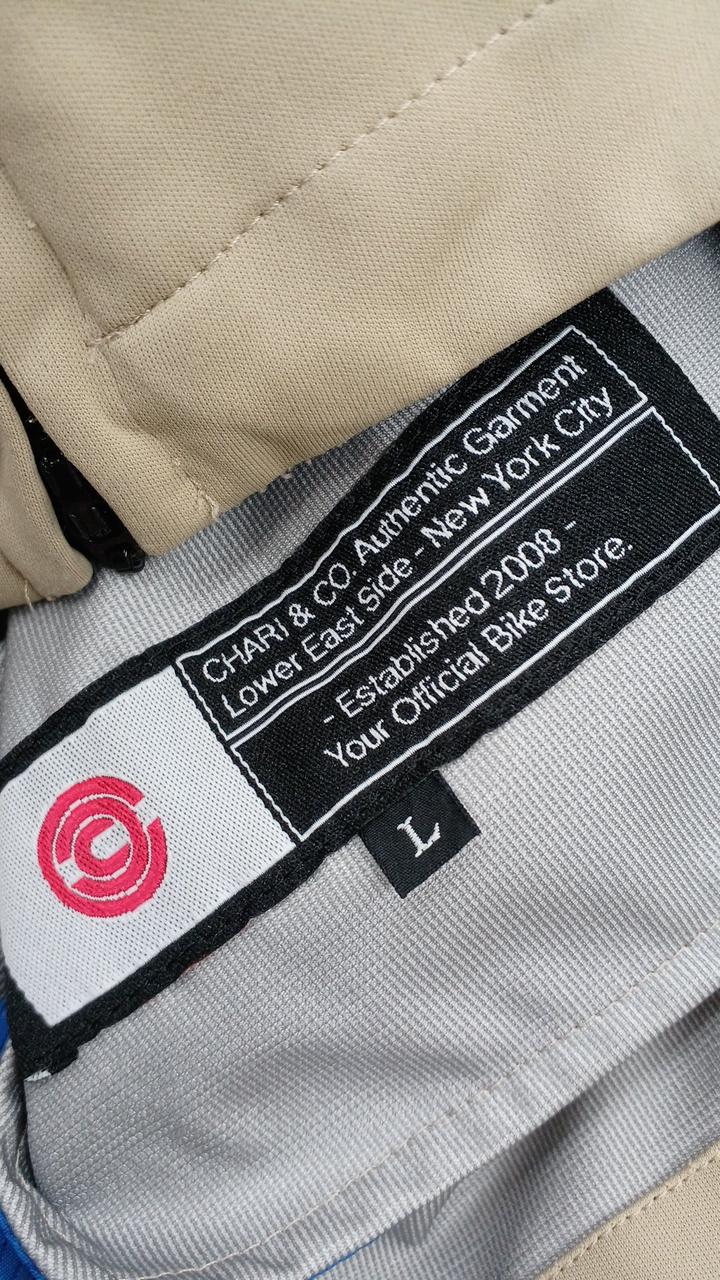 CHARI & CO. Authentic Garment
Lower East Side - New York City
- Established 2008 -
Your Official Bike Store.
L